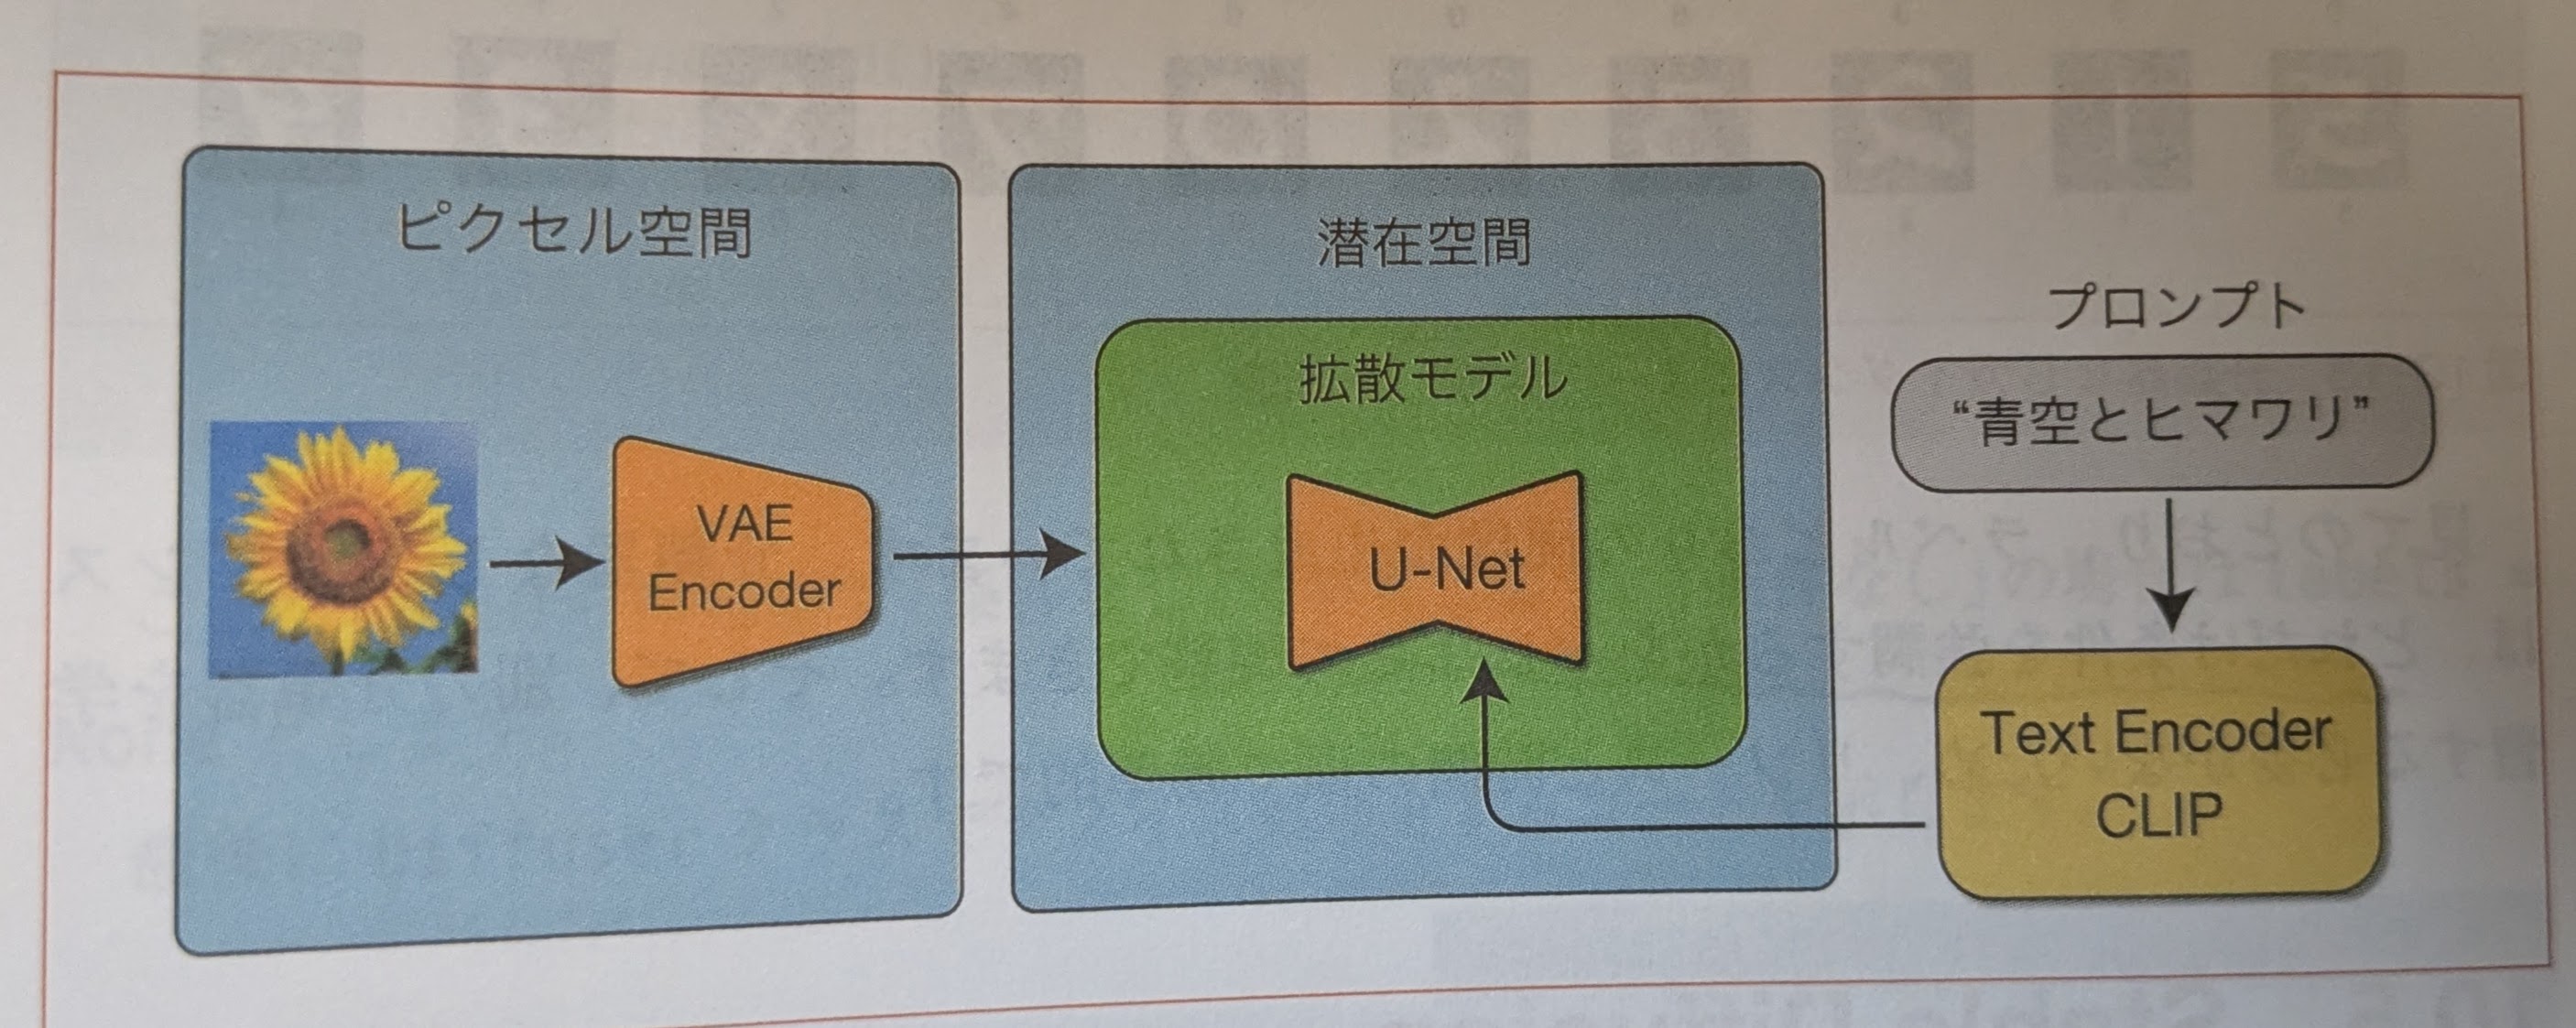 ピクセル空間
VAE
Encoder
潜在空間
拡散モデル
U-Net
プロンプト
“青空とヒマワリ”
Text Encoder
CLIP